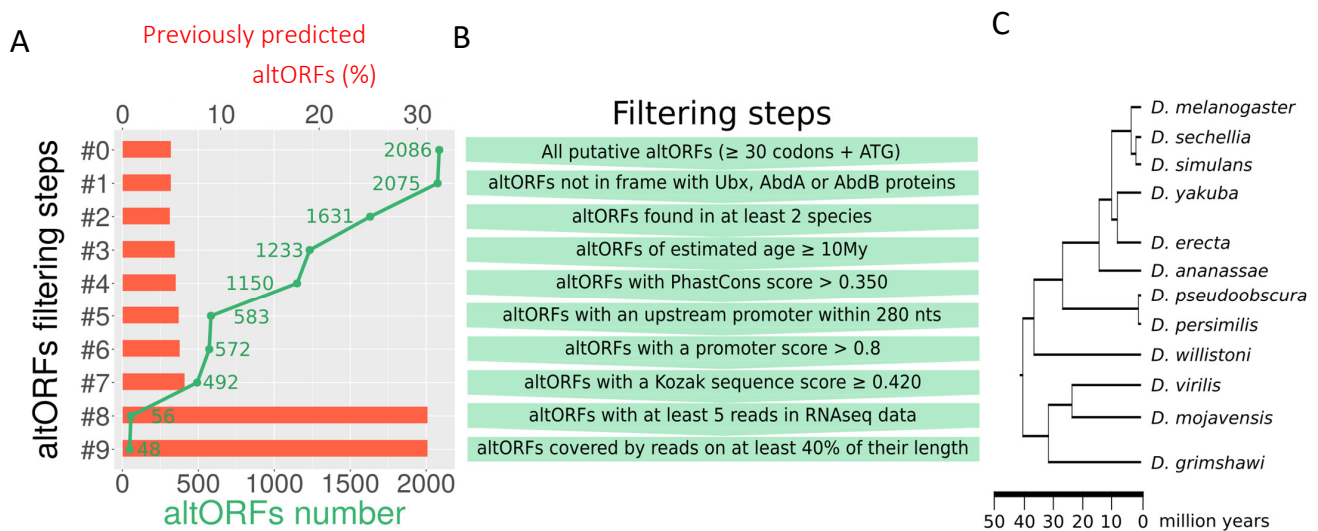 A
Previously predicted
altORFs (%)
0 10 20 30
altORFs filtering steps
#0
#1
#2
#3
#4
#5
#6
#7
#8
#9
2086
2075
1631
1233
1150
583
572
492
56
48
0 500 1000 1500 2000
altORFs number
B
Filtering steps
All putative altORFs (≥ 30 codons + ATG)
altORFs not in frame with Ubx, AbdA or AbdB proteins
altORFs found in at least 2 species
altORFs of estimated age ≥ 10My
altORFs with PhastCons score > 0.350
altORFs with an upstream promoter within 280 nts
altORFs with a promoter score > 0.8
altORFs with a Kozak sequence score ≥ 0.420
altORFs with at least 5 reads in RNAseq data
altORFs covered by reads on at least 40% of their length
C
D. melanogaster
D. sechellia
D. simulans
D. yakuba
D. erecta
D. ananassae
D. pseudoobscura
D. persimilis
D. willistoni
D. virilis
D. mojavensis
D. grimshawi
50 40 30 20 10 0 million years